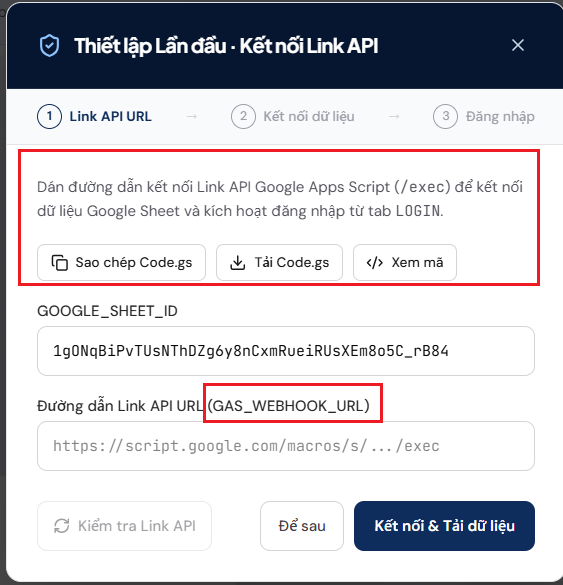 Thiết lập Lần đầu · Kết nối Link API
1 Link API URL → 2 Kết nối dữ liệu → 3 Đăng nhập
Dán đường dẫn kết nối Link API Google Apps Script (/exec) để kết nối
dữ liệu Google Sheet và kích hoạt đăng nhập từ tab LOGIN.
Sao chép Code.gs Tải Code.gs </> Xem mã
GOOGLE_SHEET_ID
1gONqBiPvTUsNThDZg6y8nCxmRueiRUsXEm8o5C_rB84
Đường dẫn Link API URL (GAS_WEBHOOK_URL)
https://script.google.com/macros/s/.../exec
Kiểm tra Link API Để sau Kết nối & Tải dữ liệu